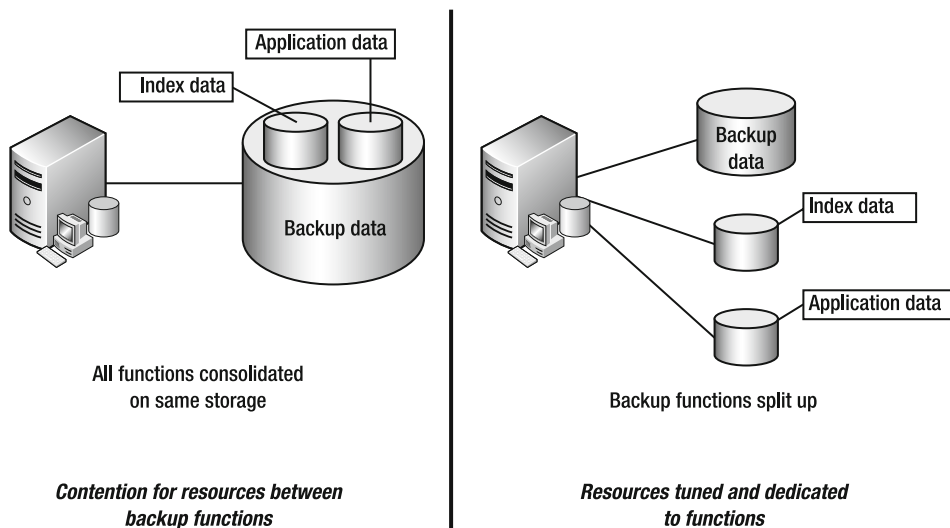 Application data
Index data
Backup data
All functions consolidated
on same storage
Contention for resources between
backup functions
Backup
data
Index data
Application data
Backup functions split up
Resources tuned and dedicated
to functions